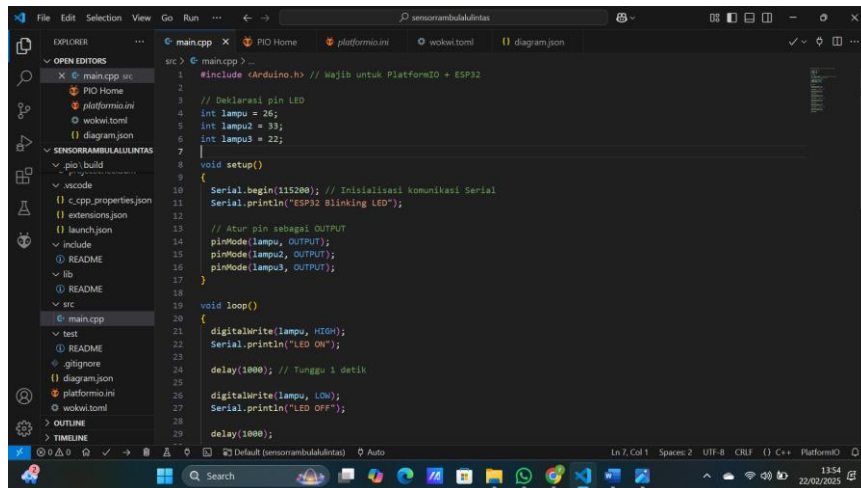 File Edit Selection View Go Run ... sensorrambulalulintas
EXPLORER ...
main.cpp X PIO Home platformio.ini wokwi.toml diagram.json
OPEN EDITORS
X main.cpp src
PIO Home
platformio.ini
wokwi.toml
diagram.json
SENSORRAMBULALULINTAS
.pio\build
.vscode
c_cpp_properties.json
extensions.json
launch.json
include
README
lib
README
src
main.cpp
test
README
.gitignore
diagram.json
platformio.ini
wokwi.toml
OUTLINE
TIMELINE
src > main.cpp > ...
1 #include <Arduino.h> // Wajib untuk PlatformIO + ESP32
2
3 // Deklarasi pin LED
4 int lampu = 26;
5 int lampu2 = 33;
6 int lampu3 = 22;
7
8 void setup()
9 {
10 Serial.begin(115200); // Inisialisasi komunikasi Serial
11 Serial.println("ESP32 Blinking LED");
12
13 // Atur pin sebagai OUTPUT
14 pinMode(lampu, OUTPUT);
15 pinMode(lampu2, OUTPUT);
16 pinMode(lampu3, OUTPUT);
17 }
18
19 void loop()
20 {
21 digitalWrite(lampu, HIGH);
22 Serial.println("LED ON");
23
24 delay(1000); // Tunggu 1 detik
25
26 digitalWrite(lampu, LOW);
27 Serial.println("LED OFF");
28
29 delay(1000);
0 0 0 Default (sensorrambulalulintas) Auto Ln 7, Col 1 Spaces: 2 UTF-8 CRLF {} C++ PlatformIO
2 Search 13:54
22/02/2025